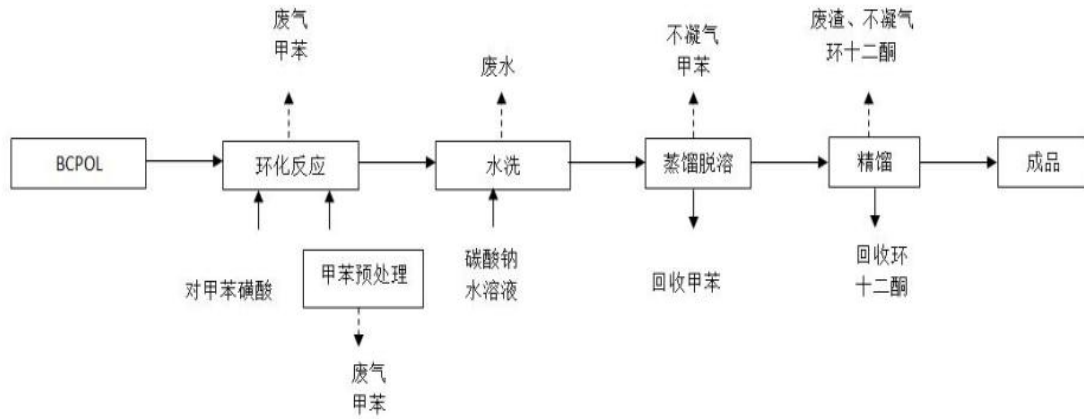 废气
甲苯
废水
不凝气
甲苯
废渣、不凝气
环十二酮
BCPOL
环化反应
水洗
蒸馏脱溶
精馏
成品
对甲苯磺酸
甲苯预处理
碳酸钠
水溶液
回收甲苯
回收环
十二酮
废气
甲苯